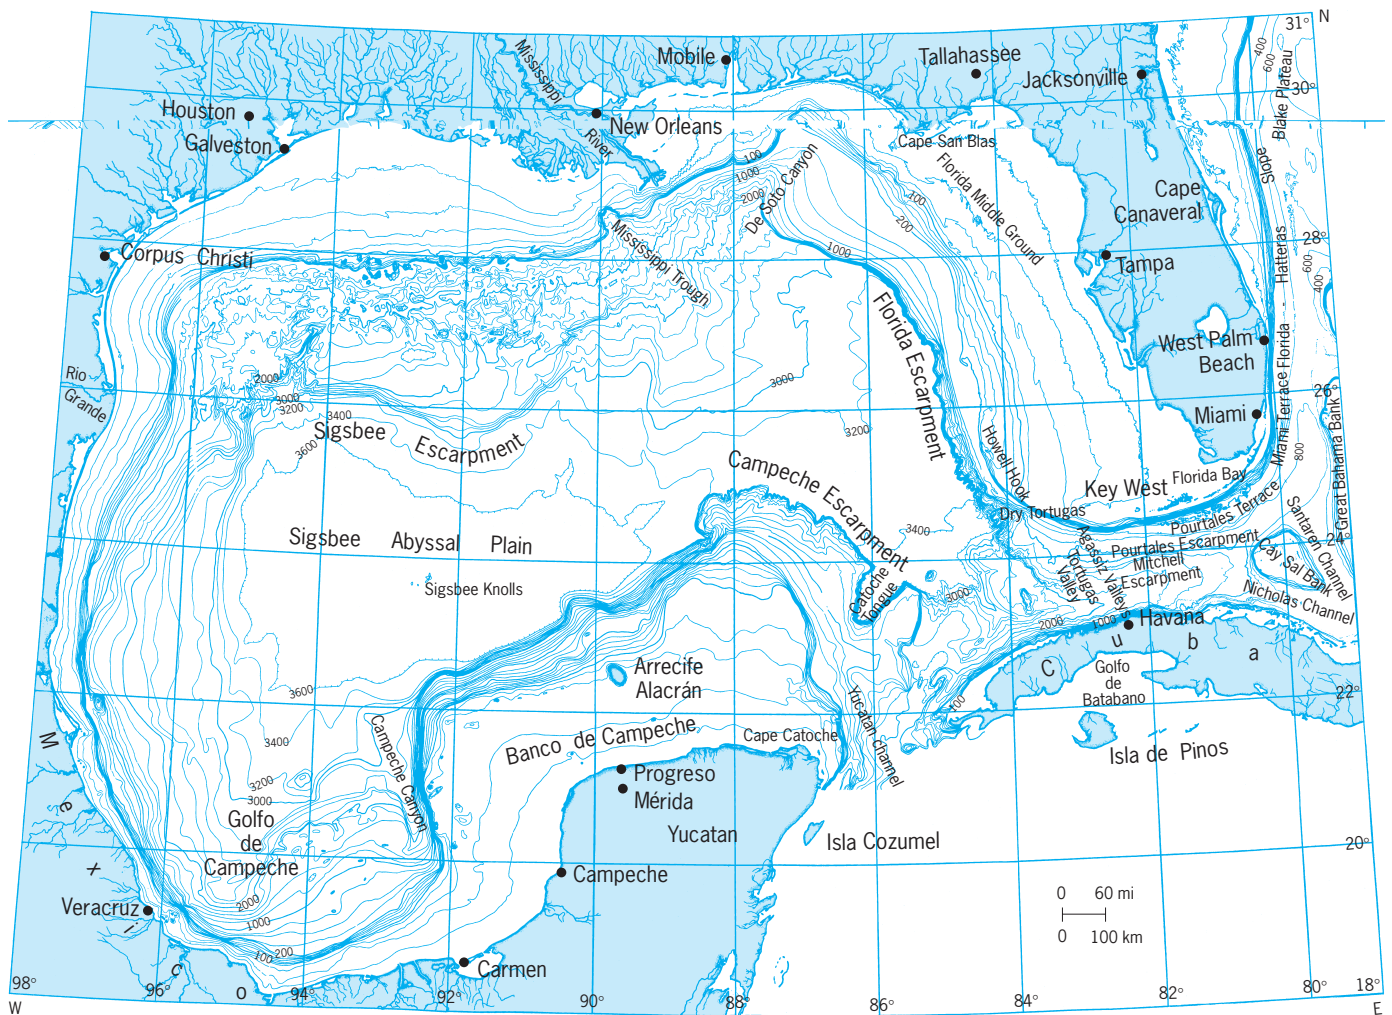 31° N
Mobile
Tallahassee
Jacksonville
400
600
Blake Plateau
30°
Mississippi
River
Houston
Galveston
New Orleans
Cape San Blas
Florida Middle Ground
Slope
100
1000
2000
De Soto Canyon
100
200
Cape
Canaveral
28°
Corpus Christi
Mississippi Trough
1000
Tampa
Hatteras
600
400
Florida Escarpment
West Palm
Beach
Miami Terrace Florida -
Rio
Grande
2000
3000
3200
3400
3000
26°
Miami
3200
Sigsbee
Escarpment
3600
Howell Hook
800
Great Bahama Bank
Campeche Escarpment
Key West
Florida Bay
Dry Tortugas
Pourtales Terrace
Santaren Channel
3400
24°
Sigsbee Abyssal Plain
Agassiz Valleys
Pourtales Escarpment
Mitchell
Escarpment
Tortugas
Valley
Cay Sal Bank
Sigsbee Knolls
Catoche
Tongue
3000
Nicholas Channel
2000
1000
Havana
C u b a
Golfo
de
Batabano
Arrecife
Alacrán
3600
100
22°
Yucatan channel
Campeche Canyon
Banco de Campeche
Cape Catoche
3400
Isla de Pinos
Progreso
Mérida
3200
3000
Golfo
de
Campeche
Yucatan
Isla Cozumel
20°
Campeche
M e x i c o
Veracruz
2000
1000
100
200
0 60 mi
0 100 km
Carmen
98°
W
96°
94°
92°
90°
88°
86°
84°
82°
80°
18°
E